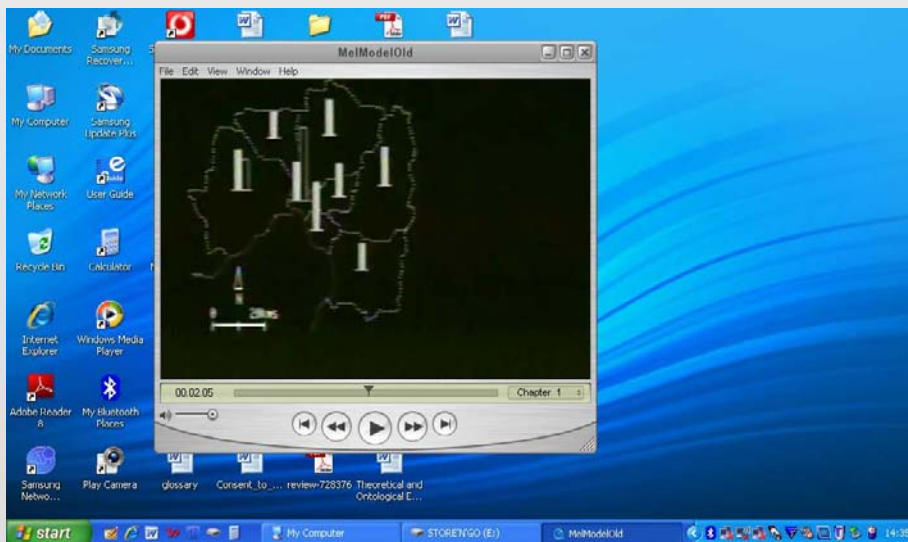 My Documents
Samsung
Recover...
MelModelOld
File Edit View Window Help
My Computer
Samsung
Update Plus
My Network
Places
User Guide
Recycle Bin
Calculator
N
0 20kms
Internet
Explorer
Windows Media
Player
00.02.05
Chapter 1
Adobe Reader
8
My Bluetooth
Places
Samsung
Netwo...
Play Camera
glossary
Consent_to_...
review-728376
Theoretical and
Ontological E...
start
My Computer
STORE'N'GO (E:)
MelModelOld